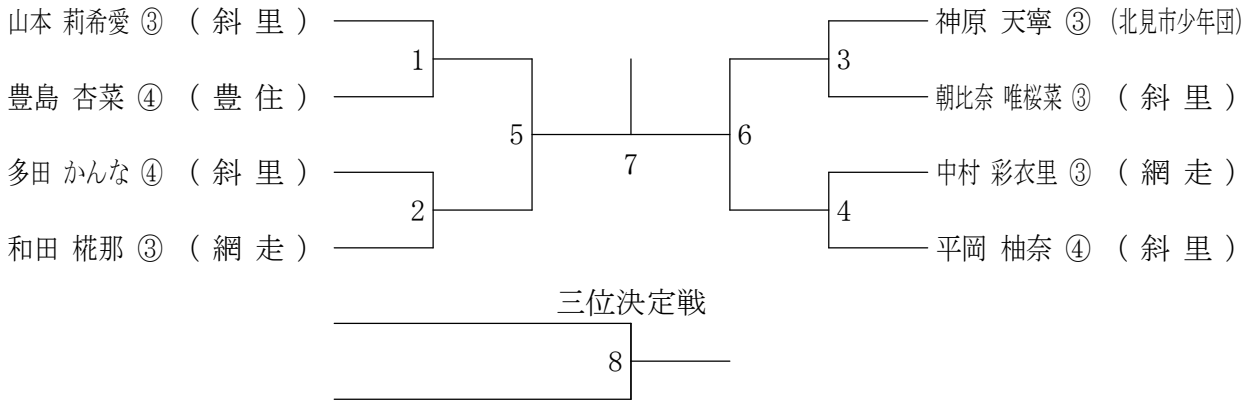 山本 莉希愛 ③ (斜里)
1
豊島 杏菜 ④ (豊住)
5
多田 かんな ④ (斜里)
2
和田 椛那 ③ (網走)
7
神原 天寧 ③ (北見市少年団)
3
朝比奈 唯桜菜 ③ (斜里)
6
中村 彩衣里 ③ (網走)
4
平岡 柚奈 ④ (斜里)
三位決定戦
8